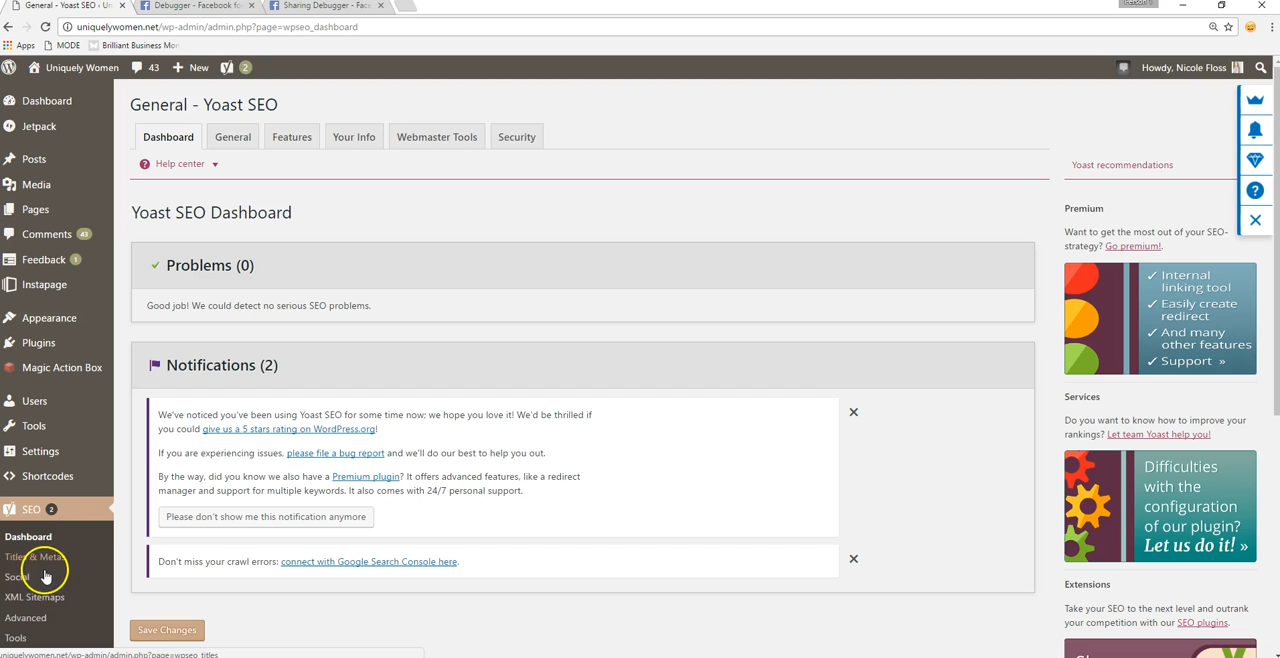 General - Yoast SEO ‹ Un
Debugger - Facebook for
Sharing Debugger - Face
uniquelywomen.net/wp-admin/admin.php?page=wpseo_dashboard
Apps
MODE
Brilliant Business Mom
Uniquely Women
43
New
2
Howdy, Nicole Floss
Dashboard
Jetpack
Posts
Media
Pages
Comments 43
Feedback 1
Instapage
Appearance
Plugins
Magic Action Box
Users
Tools
Settings
Shortcodes
SEO 2
Dashboard
Titles & Metas
Social
XML Sitemaps
Advanced
Tools
uniquelywomen.net/wp-admin/admin.php?page=wpseo_titles
General - Yoast SEO
Dashboard
General
Features
Your Info
Webmaster Tools
Security
Help center
Yoast SEO Dashboard
Problems (0)
Good job! We could detect no serious SEO problems.
Notifications (2)
We've noticed you've been using Yoast SEO for some time now; we hope you love it! We'd be thrilled if
you could give us a 5 stars rating on WordPress.org!
If you are experiencing issues, please file a bug report and we'll do our best to help you out.
By the way, did you know we also have a Premium plugin? It offers advanced features, like a redirect
manager and support for multiple keywords. It also comes with 24/7 personal support.
Please don't show me this notification anymore
Don't miss your crawl errors: connect with Google Search Console here.
Save Changes
Yoast recommendations
Premium
Want to get the most out of your SEO-
strategy? Go premium!.
✓ Internal
linking tool
✓ Easily create
redirect
✓ And many
other features
✓ Support »
Services
Do you want to know how to improve your
rankings? Let team Yoast help you!
Difficulties
with the
configuration
of our plugin?
Let us do it! »
Extensions
Take your SEO to the next level and outrank
your competition with our SEO plugins.